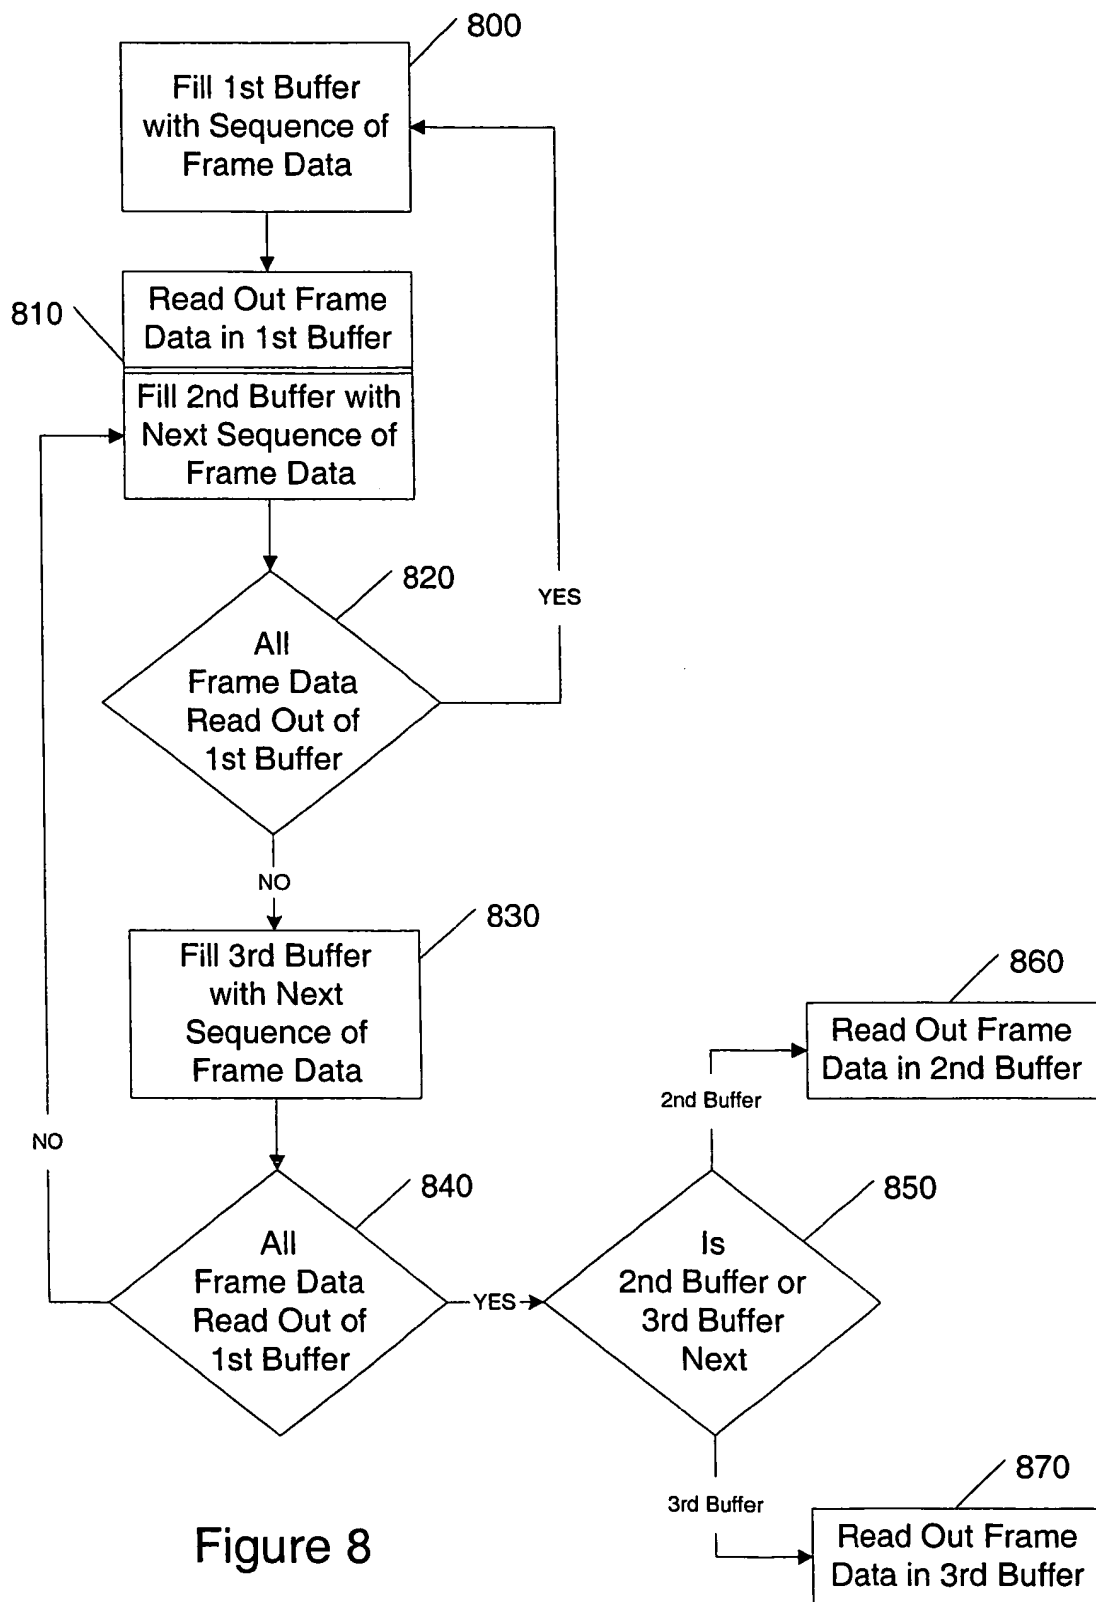 800
Fill 1st Buffer
with Sequence of
Frame Data
810
Read Out Frame
Data in 1st Buffer
Fill 2nd Buffer with
Next Sequence of
Frame Data
820
YES
All
Frame Data
Read Out of
1st Buffer
NO
830
Fill 3rd Buffer
with Next
Sequence of
Frame Data
NO
840
All
Frame Data
Read Out of
1st Buffer
YES
850
Is
2nd Buffer or
3rd Buffer
Next
2nd Buffer
860
Read Out Frame
Data in 2nd Buffer
3rd Buffer
870
Read Out Frame
Data in 3rd Buffer
Figure 8